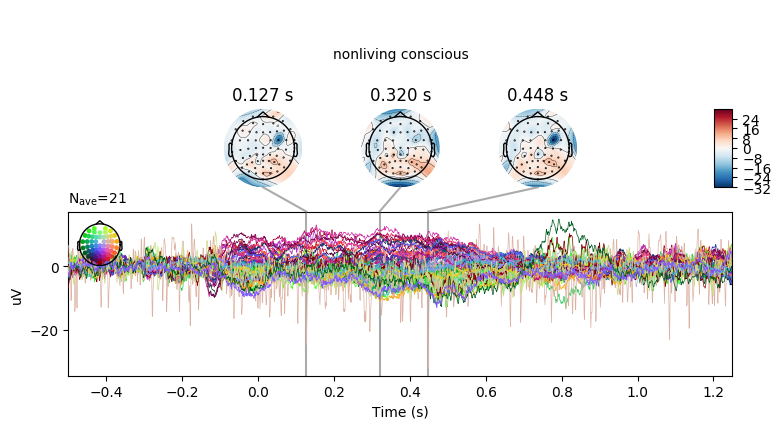 nonliving conscious
0.127 s 0.320 s 0.448 s
24
16
8
0
−8
−16
−24
−32
Nave=21
0
−20
uV
−0.4 −0.2 0.0 0.2 0.4 0.6 0.8 1.0 1.2
Time (s)